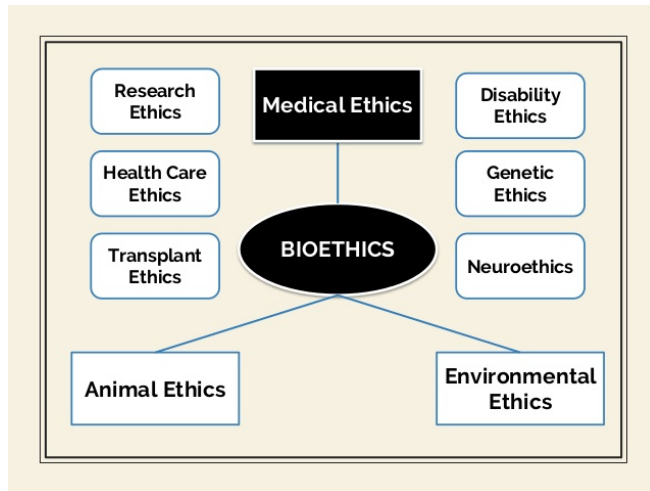 Research
Ethics
Medical Ethics
Disability
Ethics
Health Care
Ethics
Genetic
Ethics
Transplant
Ethics
BIOETHICS
Neuroethics
Animal Ethics
Environmental
Ethics